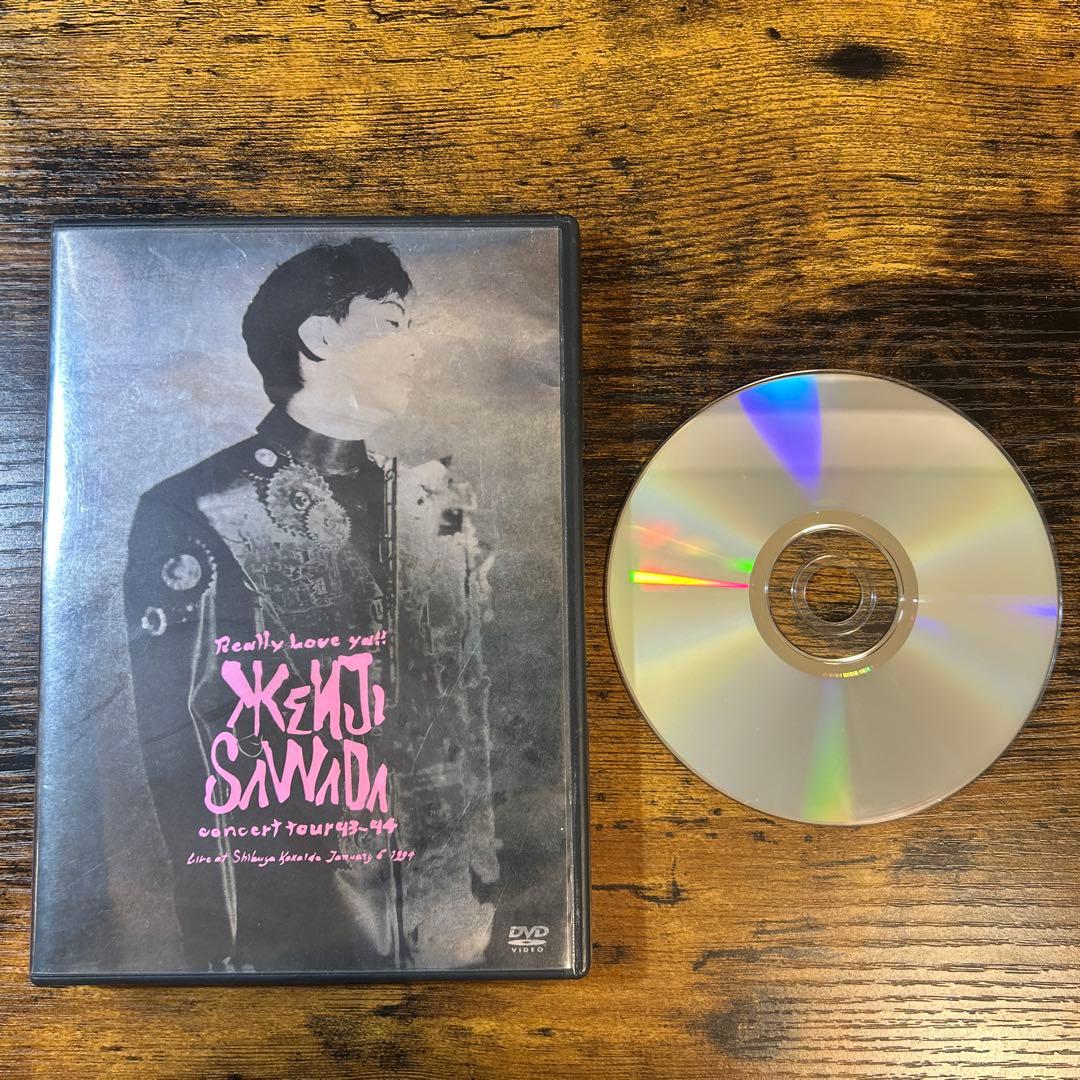 Really Love ya!!
KENJI
SAWADA
concert tour 93~94
Live at Shibuya Kokaido January 6 1994
DVD
VIDEO